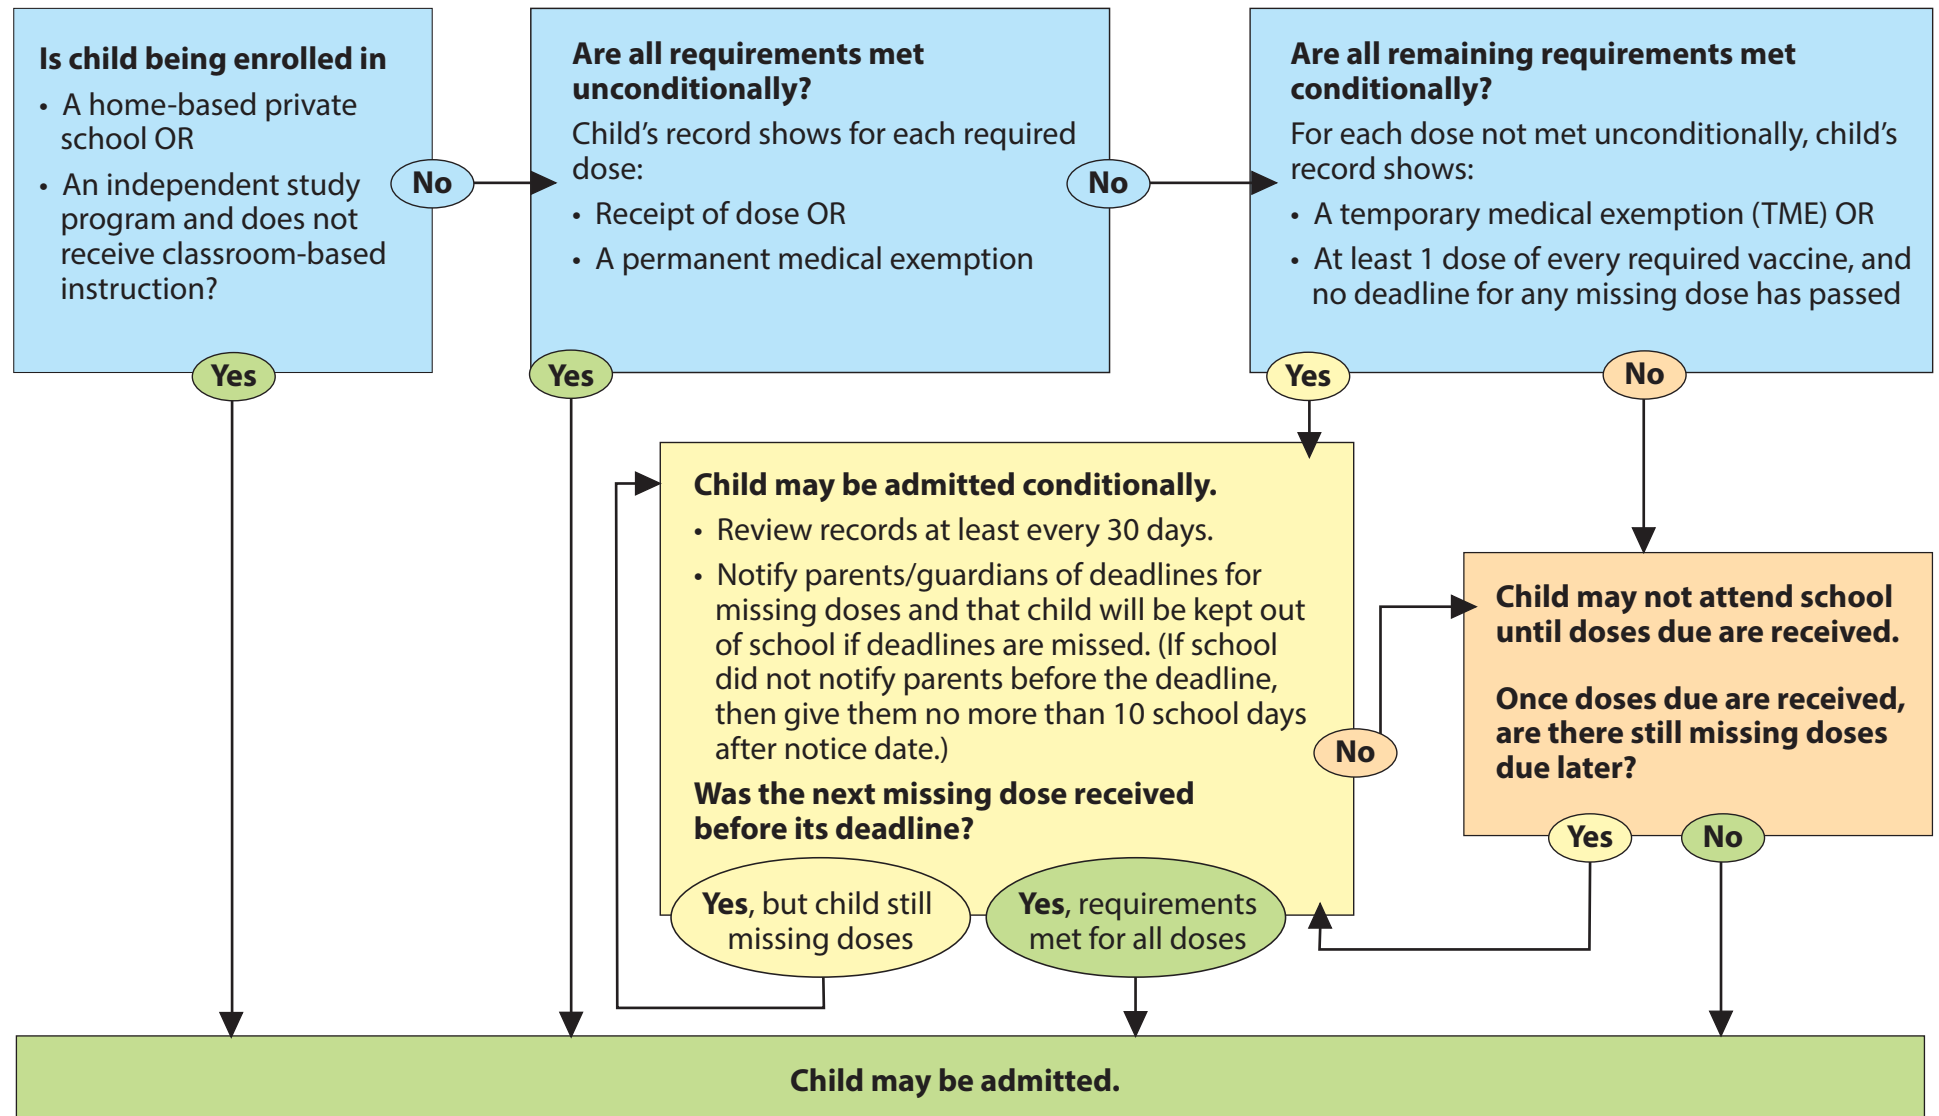 Is child being enrolled in
• A home-based private
school OR
• An independent study
program and does not
receive classroom-based
instruction?
No
Yes
Are all requirements met
unconditionally?
Child’s record shows for each required
dose:
• Receipt of dose OR
• A permanent medical exemption
No
Yes
Are all remaining requirements met
conditionally?
For each dose not met unconditionally, child’s
record shows:
• A temporary medical exemption (TME) OR
• At least 1 dose of every required vaccine, and
no deadline for any missing dose has passed
Yes
No
Child may be admitted conditionally.
• Review records at least every 30 days.
• Notify parents/guardians of deadlines for
missing doses and that child will be kept out
of school if deadlines are missed. (If school
did not notify parents before the deadline,
then give them no more than 10 school days
after notice date.)
Was the next missing dose received
before its deadline?
No
Yes, but child still
missing doses
Yes, requirements
met for all doses
Child may not attend school
until doses due are received.
Once doses due are received,
are there still missing doses
due later?
Yes
No
Child may be admitted.